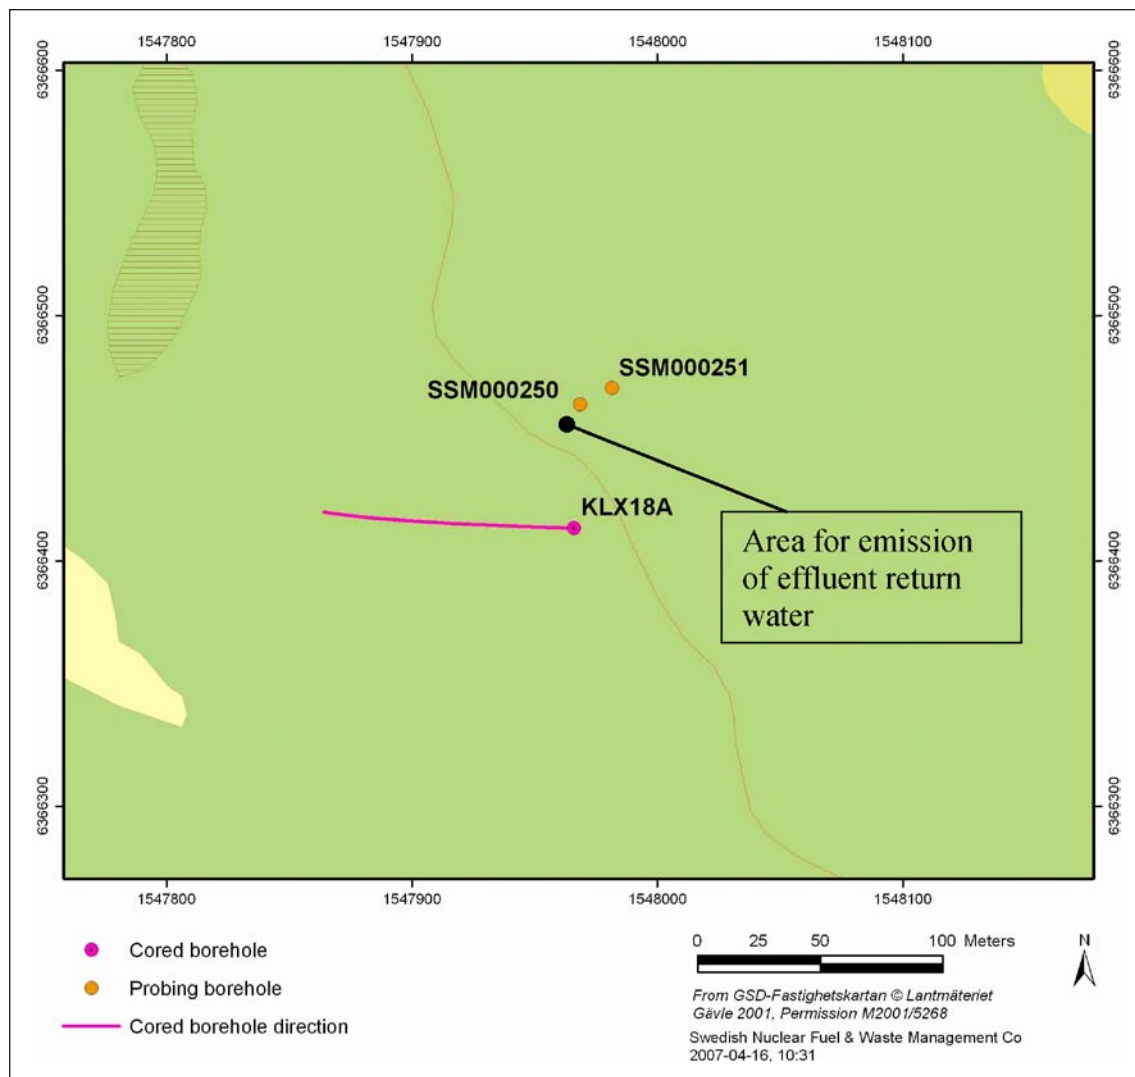 1547800 1547900 1548000 1548100
6366600 6366600
6366500 6366500
SSM000251
SSM000250
KLX18A
6366400 6366400
Area for emission
of effluent return
water
6366300 6366300
1547800 1547900 1548000 1548100
Cored borehole
Probing borehole
Cored borehole direction
0 25 50 100 Meters
N
From GSD-Fastighetskartan © Lantmäteriet
Gävle 2001, Permission M2001/5268
Swedish Nuclear Fuel & Waste Management Co
2007-04-16, 10:31